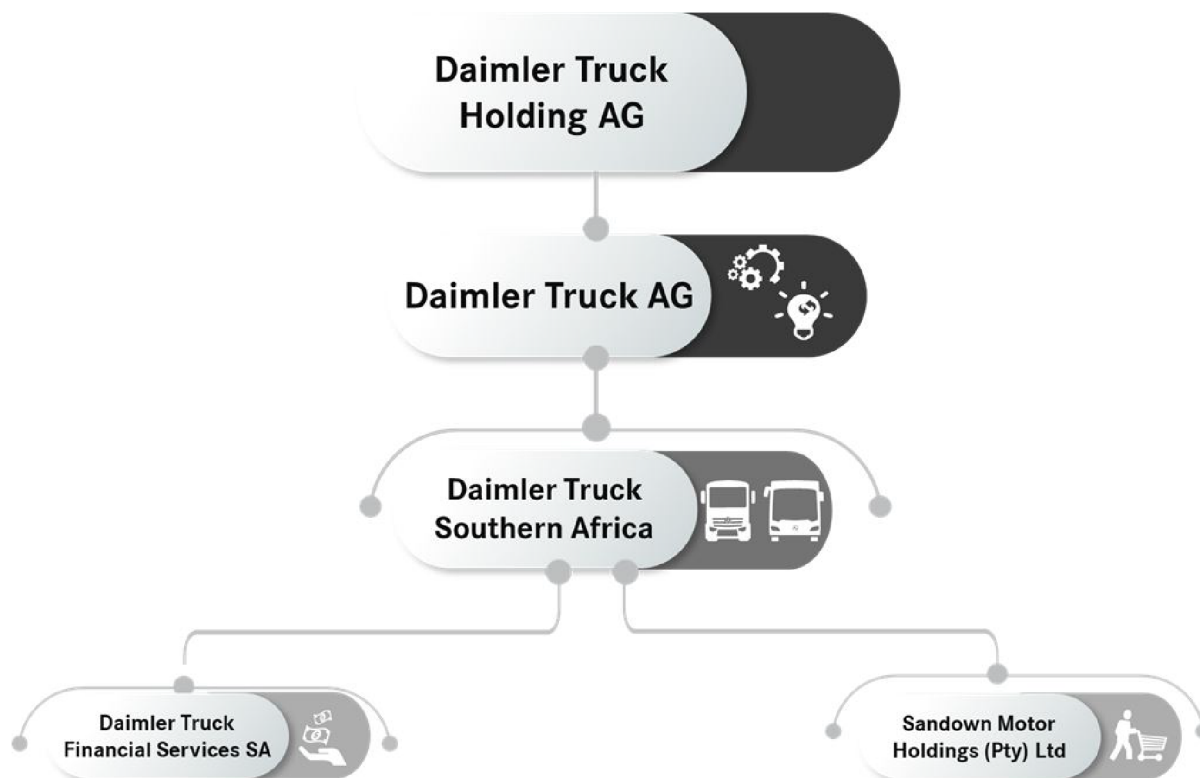 Daimler Truck
Holding AG
Daimler Truck AG
Daimler Truck
Southern Africa
Daimler Truck
Financial Services SA
Sandown Motor
Holdings (Pty) Ltd